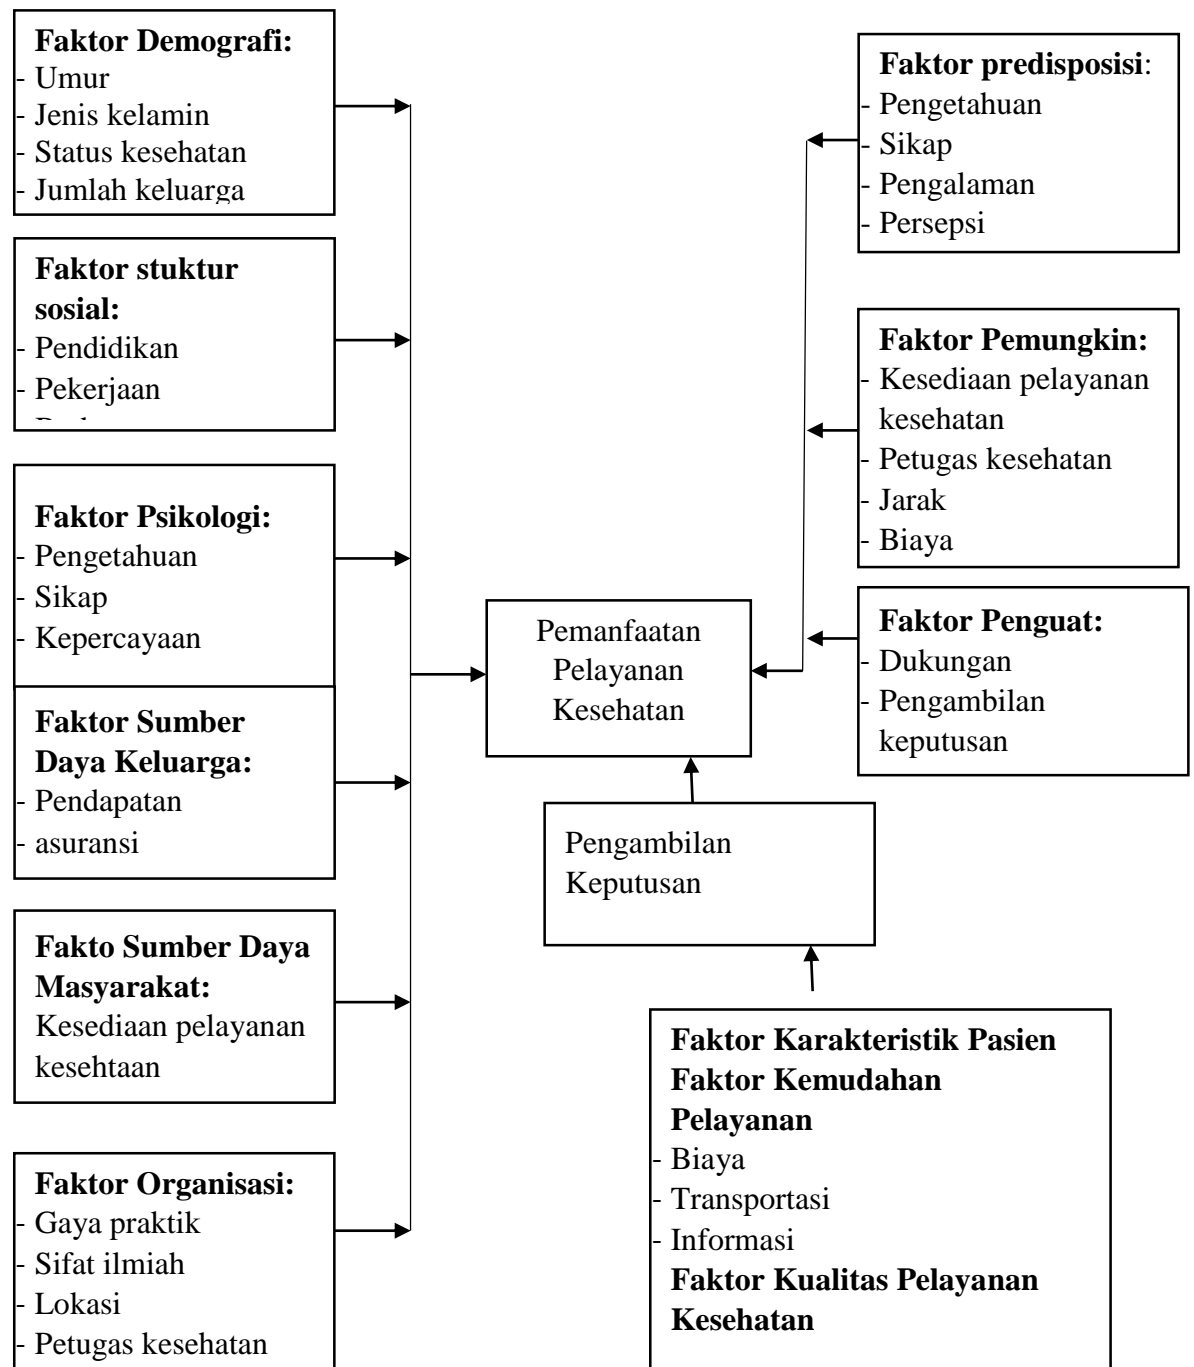 Faktor Demografi:
- Umur
- Jenis kelamin
- Status kesehatan
- Jumlah keluarga
Faktor stuktur
sosial:
- Pendidikan
- Pekerjaan
Faktor Psikologi:
- Pengetahuan
- Sikap
- Kepercayaan
Faktor Sumber
Daya Keluarga:
- Pendapatan
- asuransi
Fakto Sumber Daya
Masyarakat:
Kesediaan pelayanan
kesehtaan
Faktor Organisasi:
- Gaya praktik
- Sifat ilmiah
- Lokasi
- Petugas kesehatan
Pemanfaatan
Pelayanan
Kesehatan
Pengambilan
Keputusan
Faktor predisposisi:
- Pengetahuan
- Sikap
- Pengalaman
- Persepsi
Faktor Pemungkin:
- Kesediaan pelayanan
kesehatan
- Petugas kesehatan
- Jarak
- Biaya
Faktor Penguat:
- Dukungan
- Pengambilan
keputusan
Faktor Karakteristik Pasien
Faktor Kemudahan
Pelayanan
- Biaya
- Transportasi
- Informasi
Faktor Kualitas Pelayanan
Kesehatan